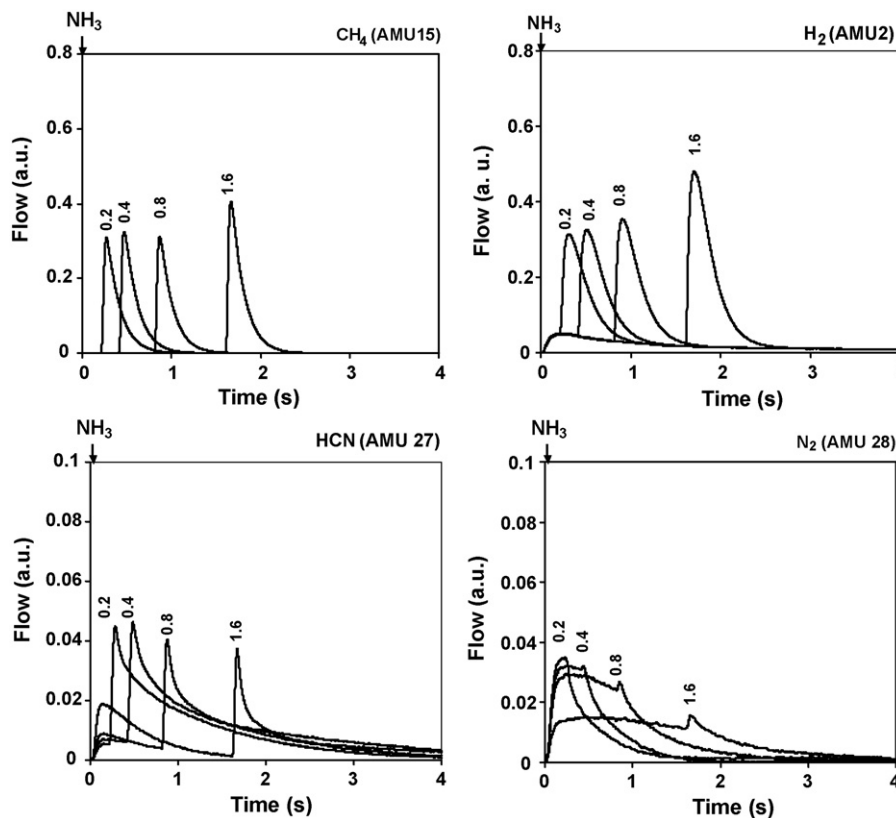 NH3
CH4 (AMU15)
0.8
0.6
0.4
0.2
0
Flow (a.u.)
0.2
0.4
0.8
1.6
0 1 2 3 4
Time (s)
NH3
H2 (AMU2)
0.8
0.6
0.4
0.2
0
Flow (a. u.)
0.2
0.4
0.8
1.6
0 1 2 3 4
Time (s)
NH3
HCN (AMU 27)
0.1
0.08
0.06
0.04
0.02
0
Flow (a.u.)
0.2
0.4
0.8
1.6
0 1 2 3 4
Time (s)
NH3
N2 (AMU 28)
0.1
0.08
0.06
0.04
0.02
0
Flow (a.u.)
0.2
0.4
0.8
1.6
0 1 2 3 4
Time (s)